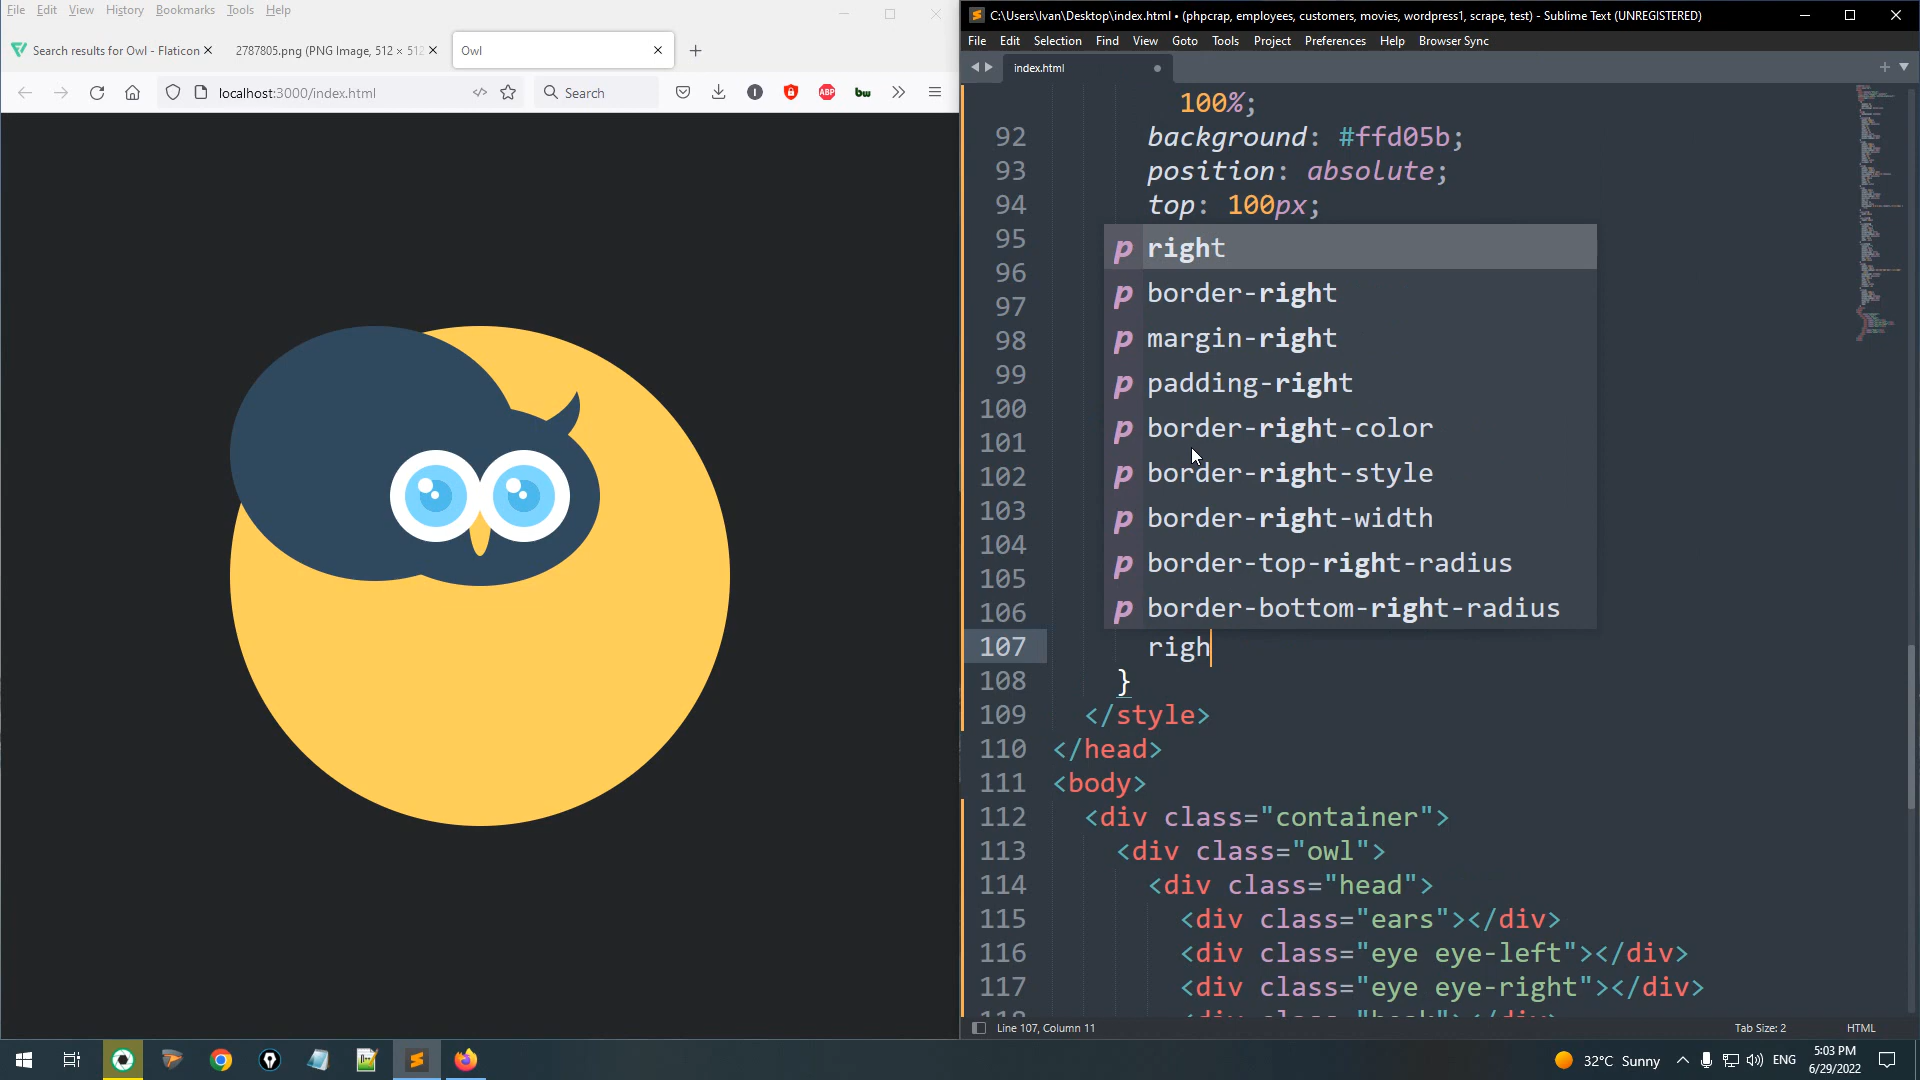 File Edit View History Bookmarks Tools Help
Search results for Owl - Flaticon
2787805.png (PNG Image, 512 × 512
Owl
localhost:3000/index.html
Search
C:\Users\Ivan\Desktop\index.html • (phpcrap, employees, customers, movies, wordpress1, scrape, test) - Sublime Text (UNREGISTERED)
File Edit Selection Find View Goto Tools Project Preferences Help Browser Sync
index.html
100%;
92 background: #ffd05b;
93 position: absolute;
94 top: 100px;
95 p right
96 p border-right
97
98 p margin-right
99 p padding-right
100 p border-right-color
101
102 p border-right-style
103 p border-right-width
104
105 p border-top-right-radius
106 p border-bottom-right-radius
107 righ
108 }
109 </style>
110 </head>
111 <body>
112 <div class="container">
113 <div class="owl">
114 <div class="head">
115 <div class="ears"></div>
116 <div class="eye eye-left"></div>
117 <div class="eye eye-right"></div>
Line 107, Column 11
Tab Size: 2
HTML
32°C Sunny
ENG
5:03 PM
6/29/2022